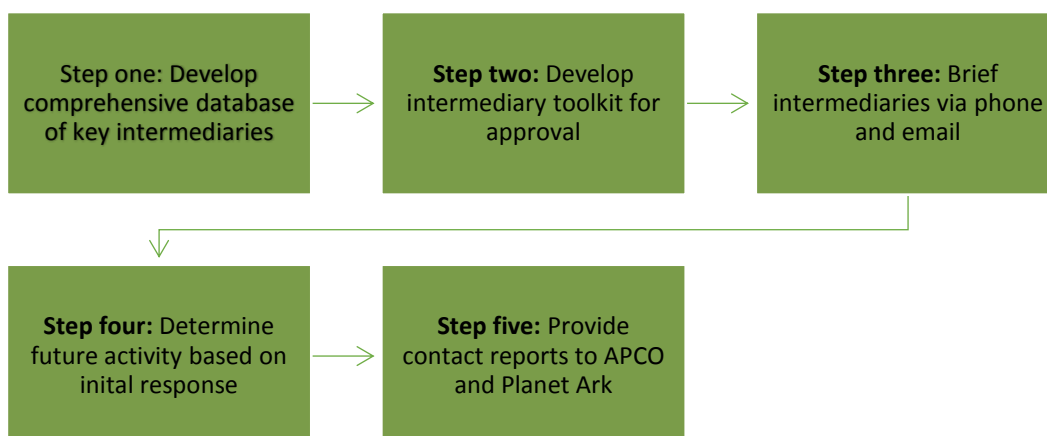 Step one: Develop
comprehensive database
of key intermediaries
Step two: Develop
intermediary toolkit for
approval
Step three: Brief
intermediaries via phone
and email
Step four: Determine
future activity based on
inital response
Step five: Provide
contact reports to APCO
and Planet Ark